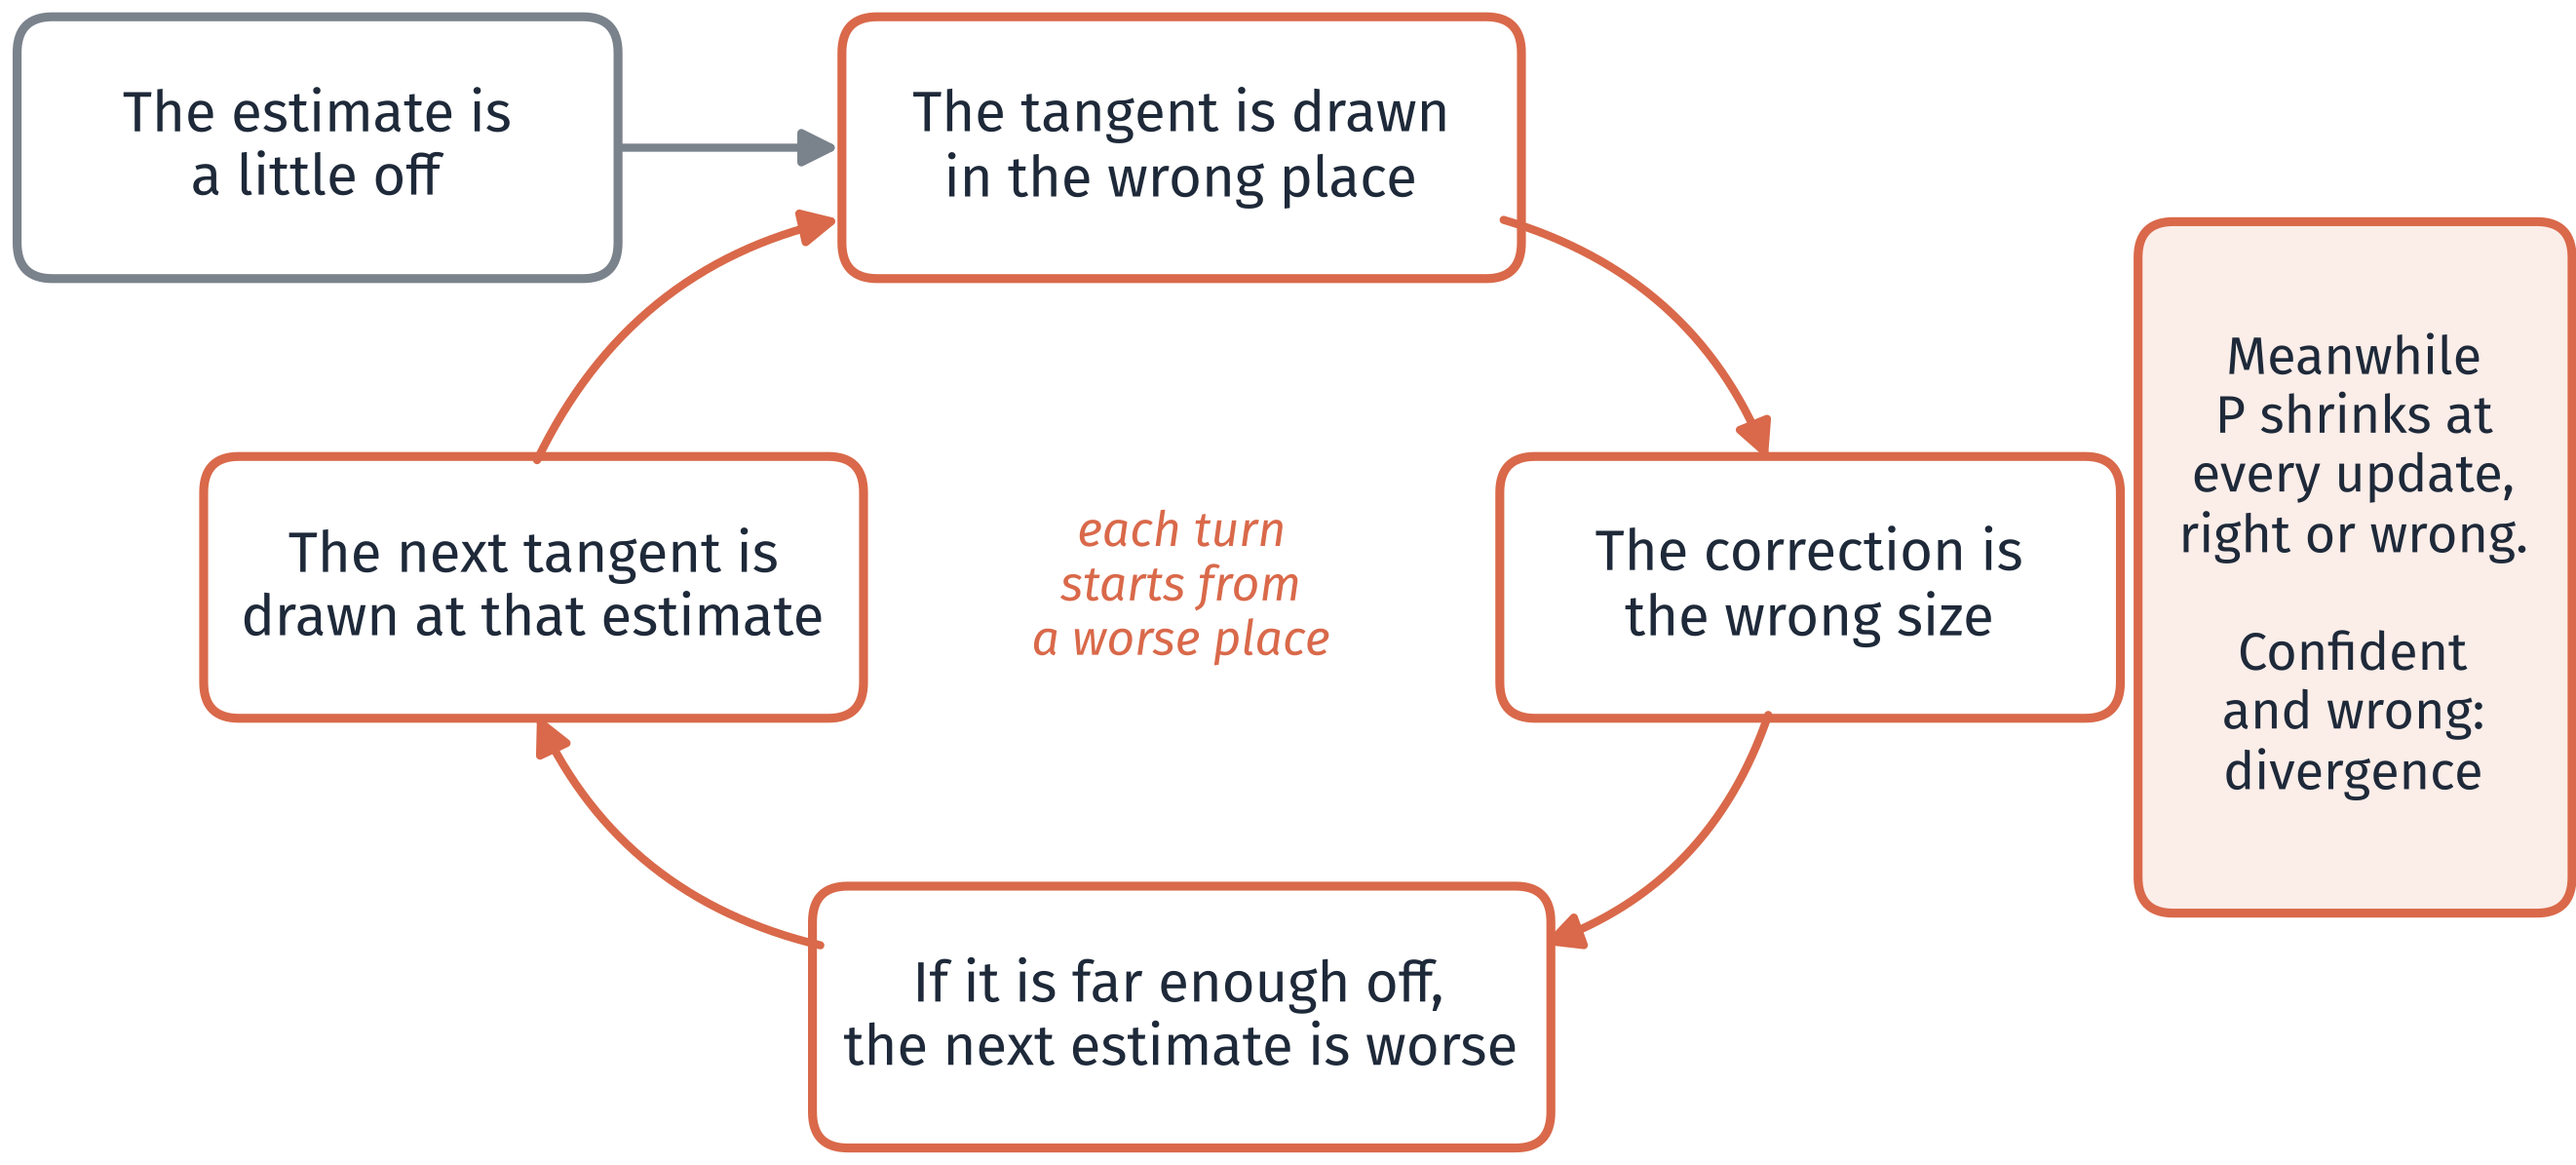 The estimate is
a little off
The tangent is drawn
in the wrong place
The correction is
the wrong size
If it is far enough off,
the next estimate is worse
The next tangent is
drawn at that estimate
each turn
starts from
a worse place
Meanwhile
P shrinks at
every update,
right or wrong.
Confident
and wrong:
divergence